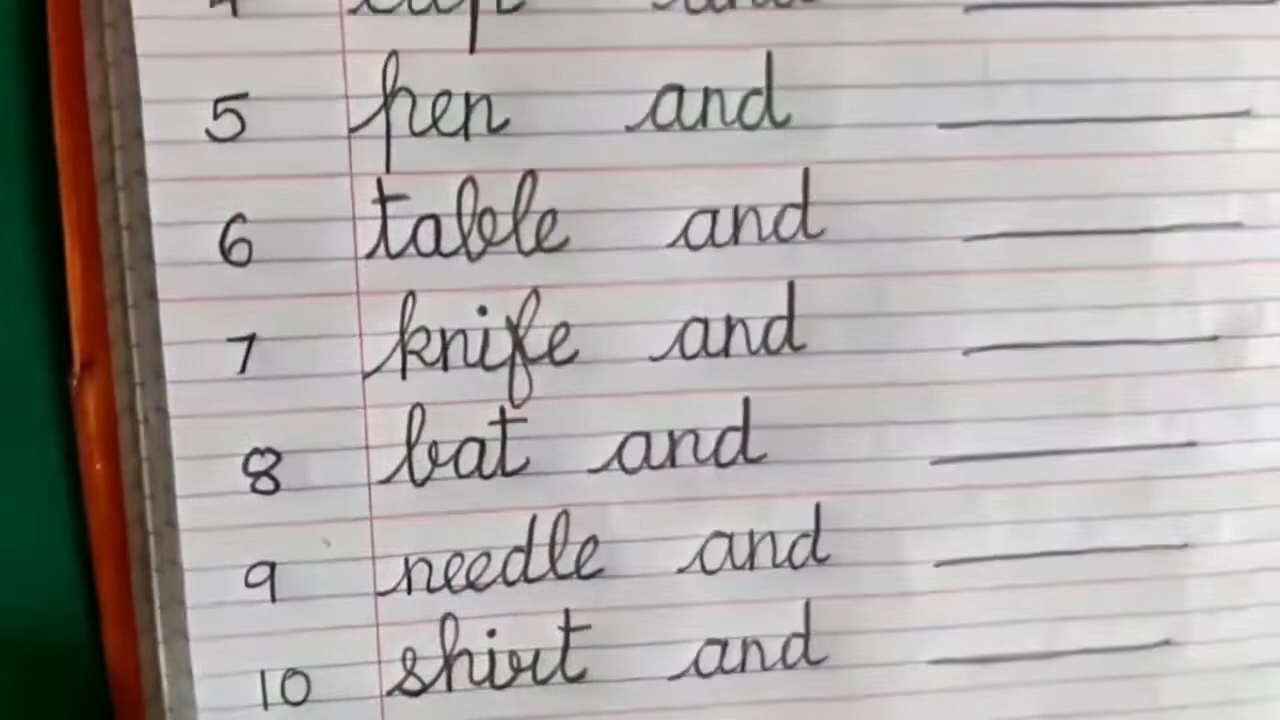 5 pen and
6 table and
7 knife and
8 bat and
9 needle and
10 shirt and